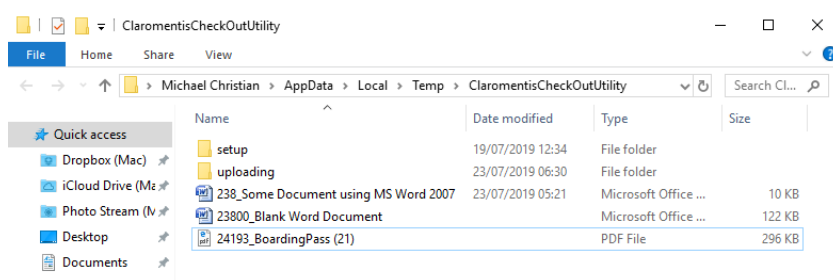 ClaromentisCheckOutUtility
File Home Share View
Michael Christian > AppData > Local > Temp > ClaromentisCheckOutUtility Search Cl...
Name Date modified Type Size
Quick access
setup 19/07/2019 12:34 File folder
Dropbox (Mac)
uploading 23/07/2019 06:30 File folder
iCloud Drive (Ma
238_Some Document using MS Word 2007 23/07/2019 05:21 Microsoft Office ... 10 KB
Photo Stream (M
23800_Blank Word Document Microsoft Office ... 122 KB
Desktop
24193_BoardingPass (21) PDF File 296 KB
Documents